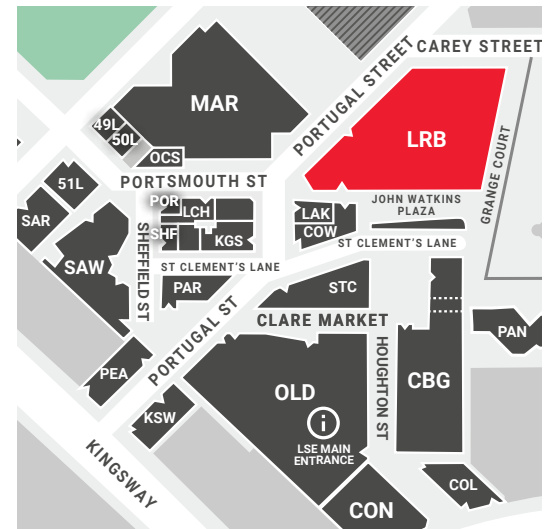 CAREY STREET
PORTUGAL STREET
MAR
49L
50L
OCS
LRB
GRANGE COURT
PORTSMOUTH ST
51L
POR
LCH
JOHN WATKINS
PLAZA
SAR
LAK
SHF
KGS
COW
ST CLEMENT'S LANE
SHEFFIELD ST
SAW
ST CLEMENT'S LANE
PAR
STC
PORTUGAL ST
CLARE MARKET
PAN
HOUGHTON ST
PEA
CBG
OLD
KSW
i
LSE MAIN
ENTRANCE
KINGSWAY
COL
CON